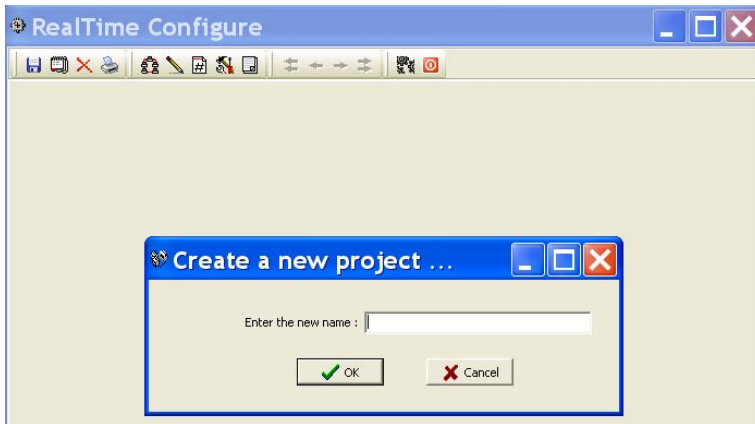 RealTime Configure
Create a new project ...
Enter the new name :
OK
Cancel